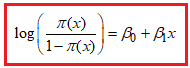 log(π(x)/(1−π(x))) = β₀ + β₁x